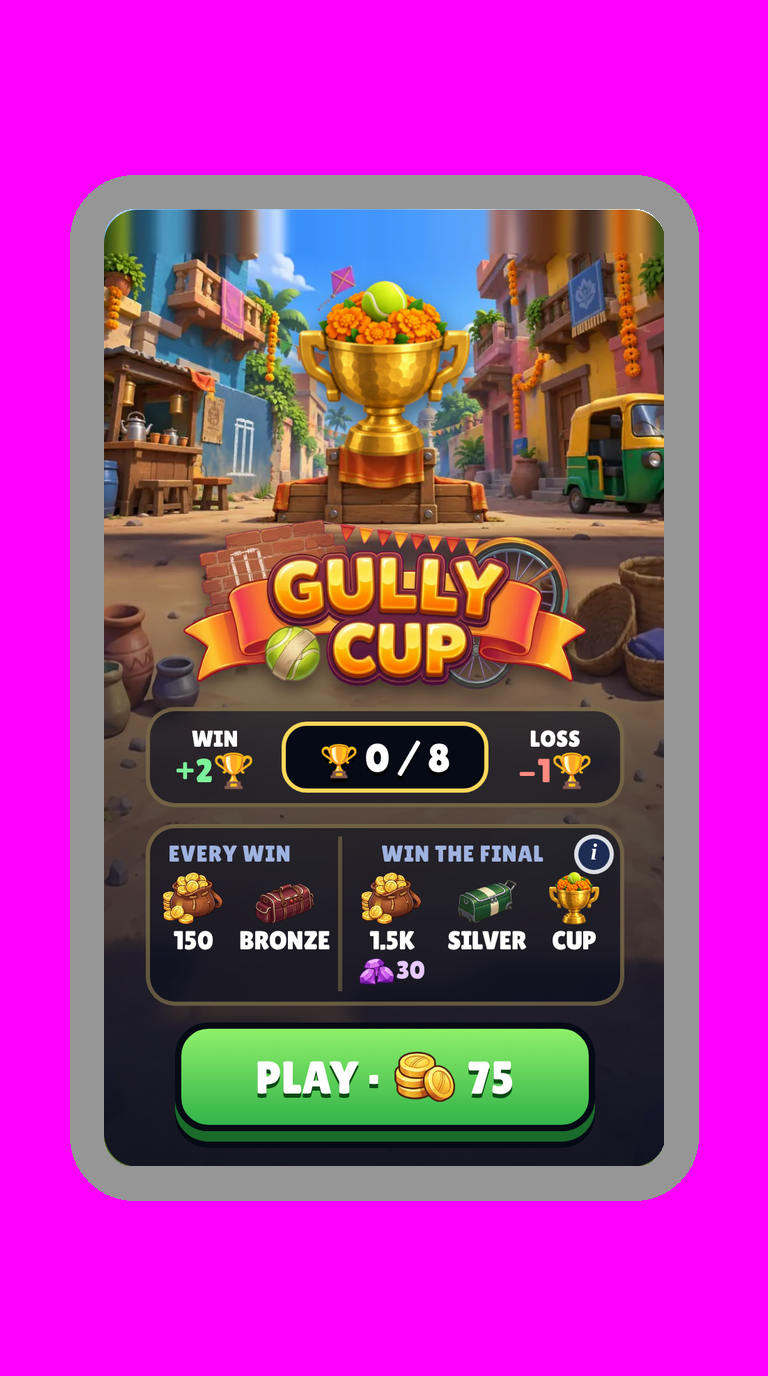 GULLY
CUP
WIN
+2
0/8
LOSS
-1
EVERY WIN
WIN THE FINAL
i
150
BRONZE
1.5K
SILVER
CUP
30
PLAY · 75